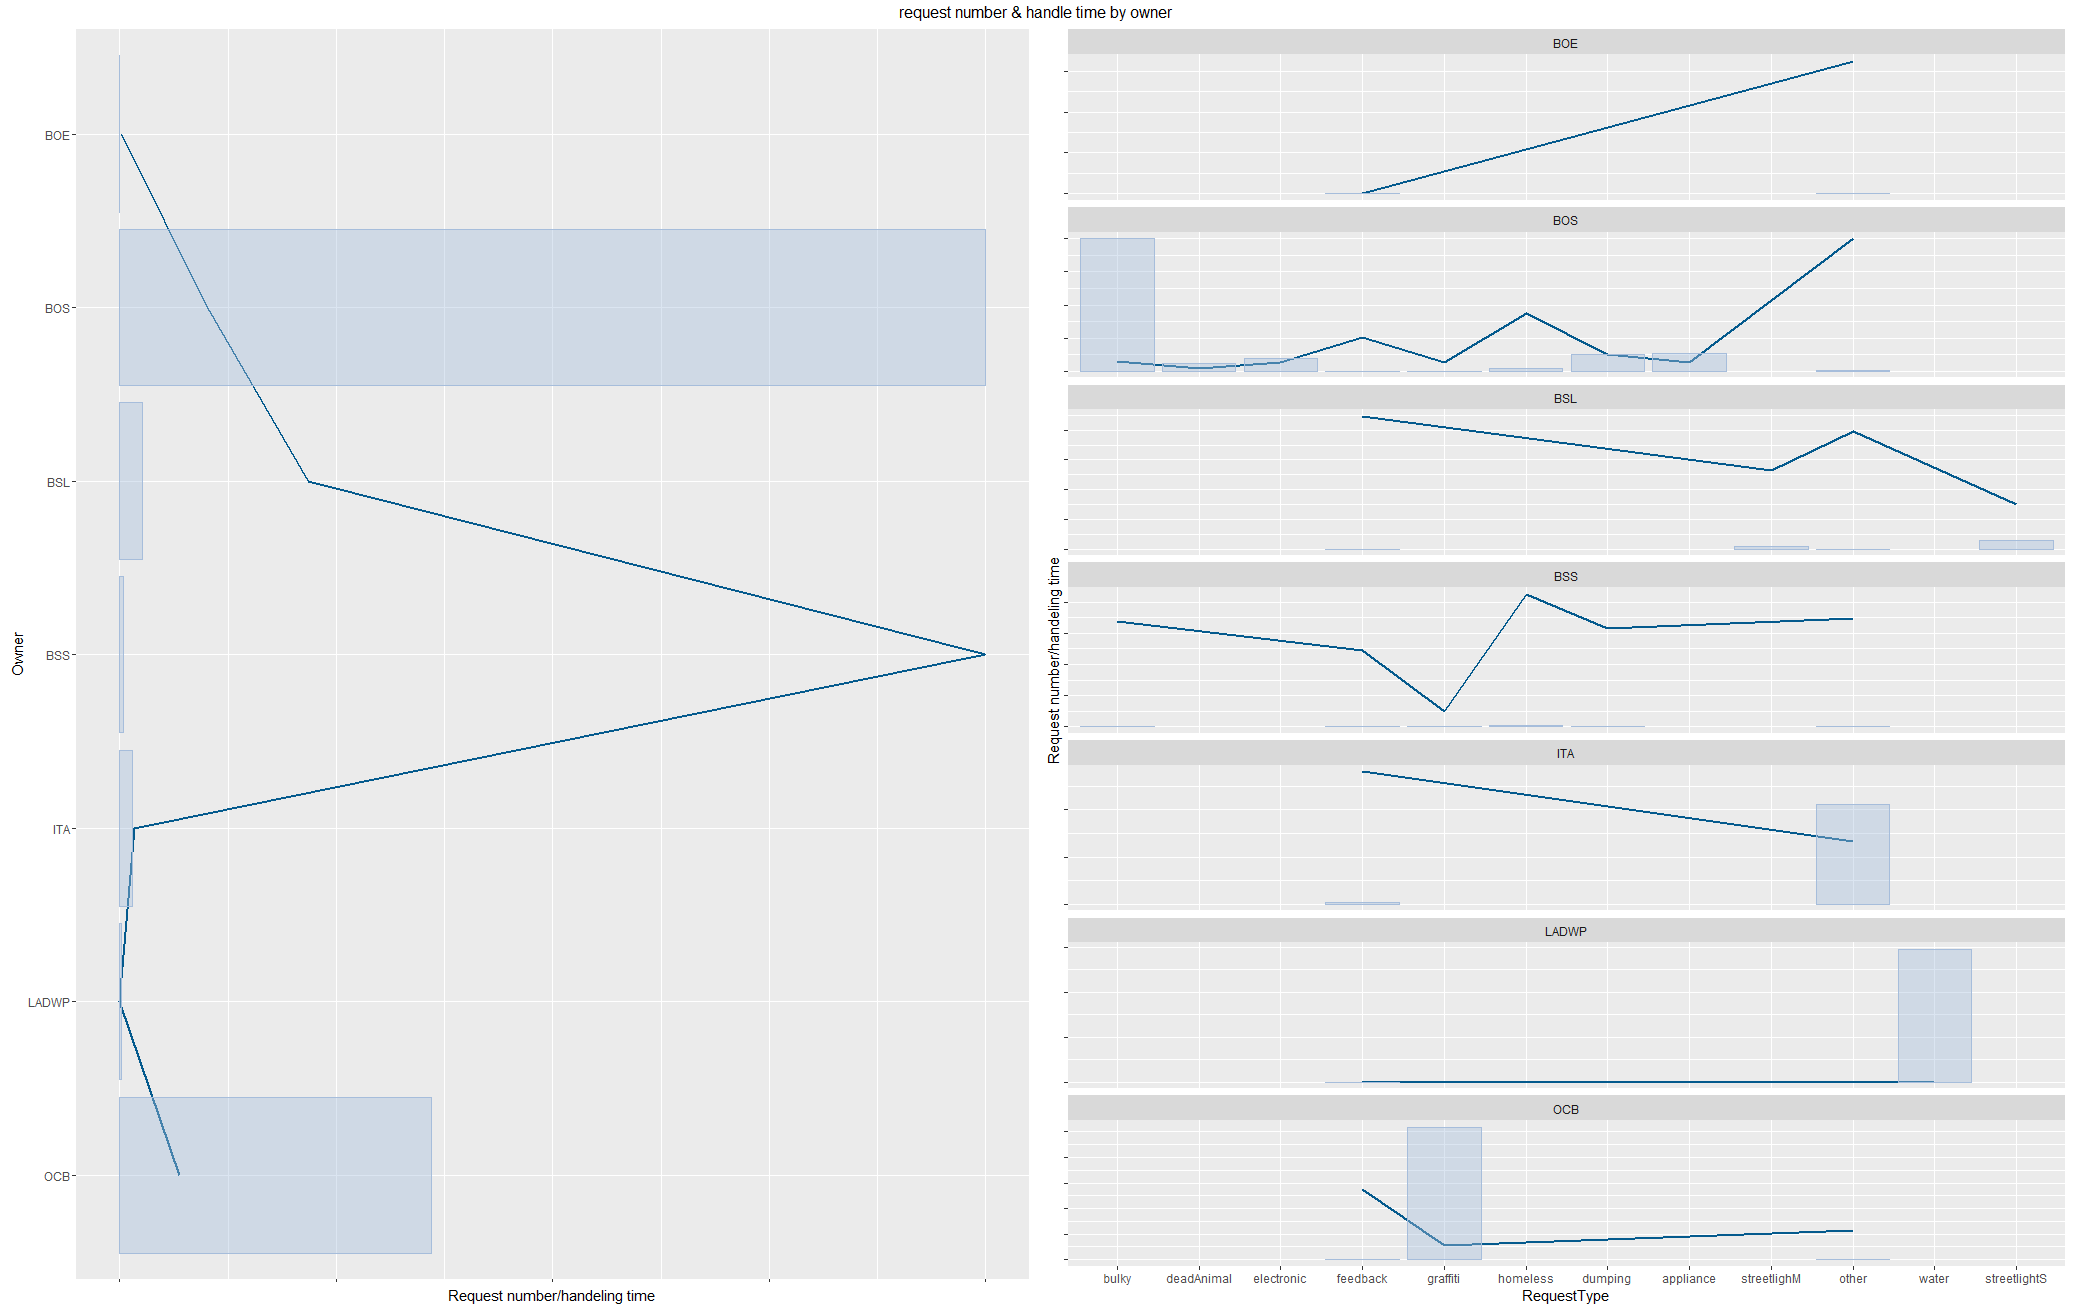 request number & handle time by owner
Owner
BOE
BOS
BSL
BSS
ITA
LADWP
OCB
Request number/handeling time
Request number/handeling time
BOE
BOS
BSL
BSS
ITA
LADWP
OCB
bulky deadAnimal electronic feedback graffiti homeless dumping appliance streetlighM other water streetlightS
RequestType